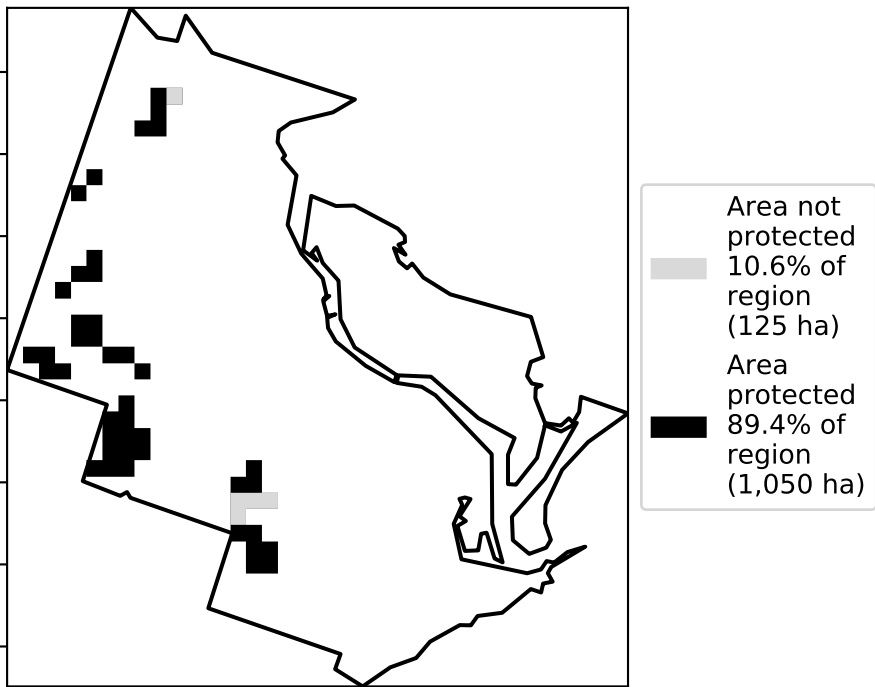 Area not
protected
10.6% of
region
(125 ha)
Area
protected
89.4% of
region
(1,050 ha)